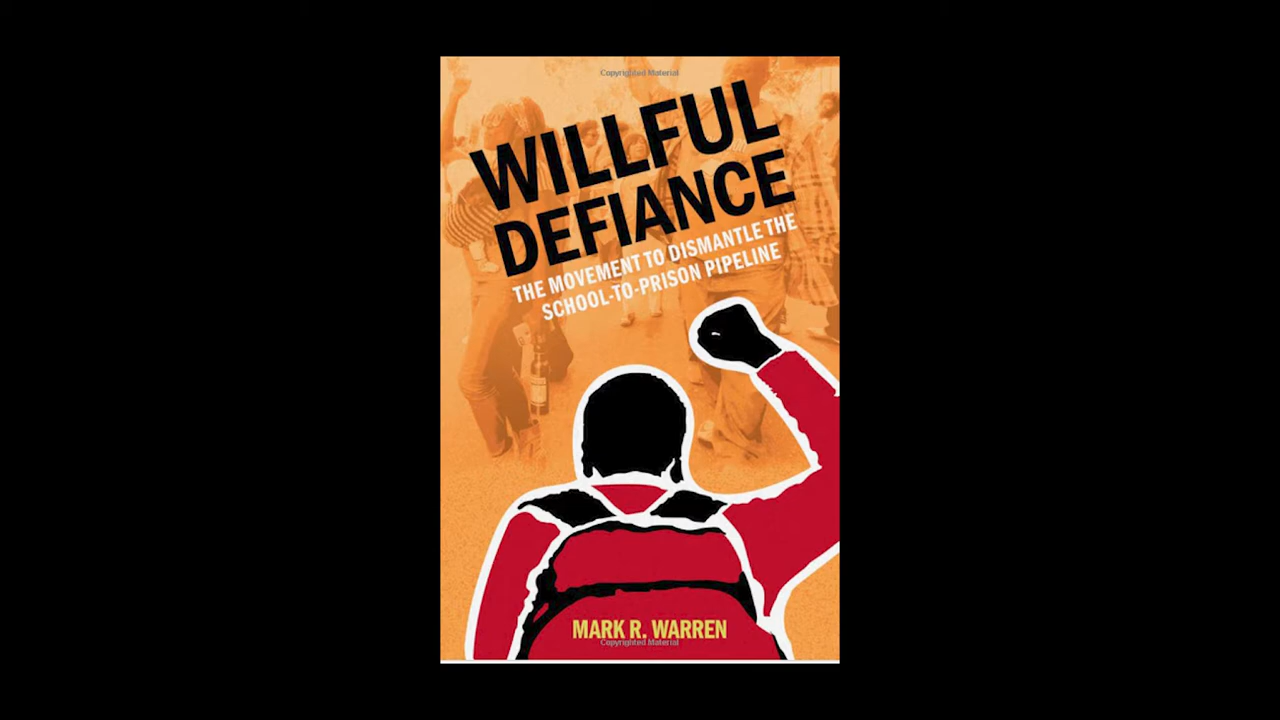 Copyrighted Material
WILLFUL
DEFIANCE
THE MOVEMENT TO DISMANTLE THE
SCHOOL-TO-PRISON PIPELINE
MARK R. WARREN
Copyrighted Material